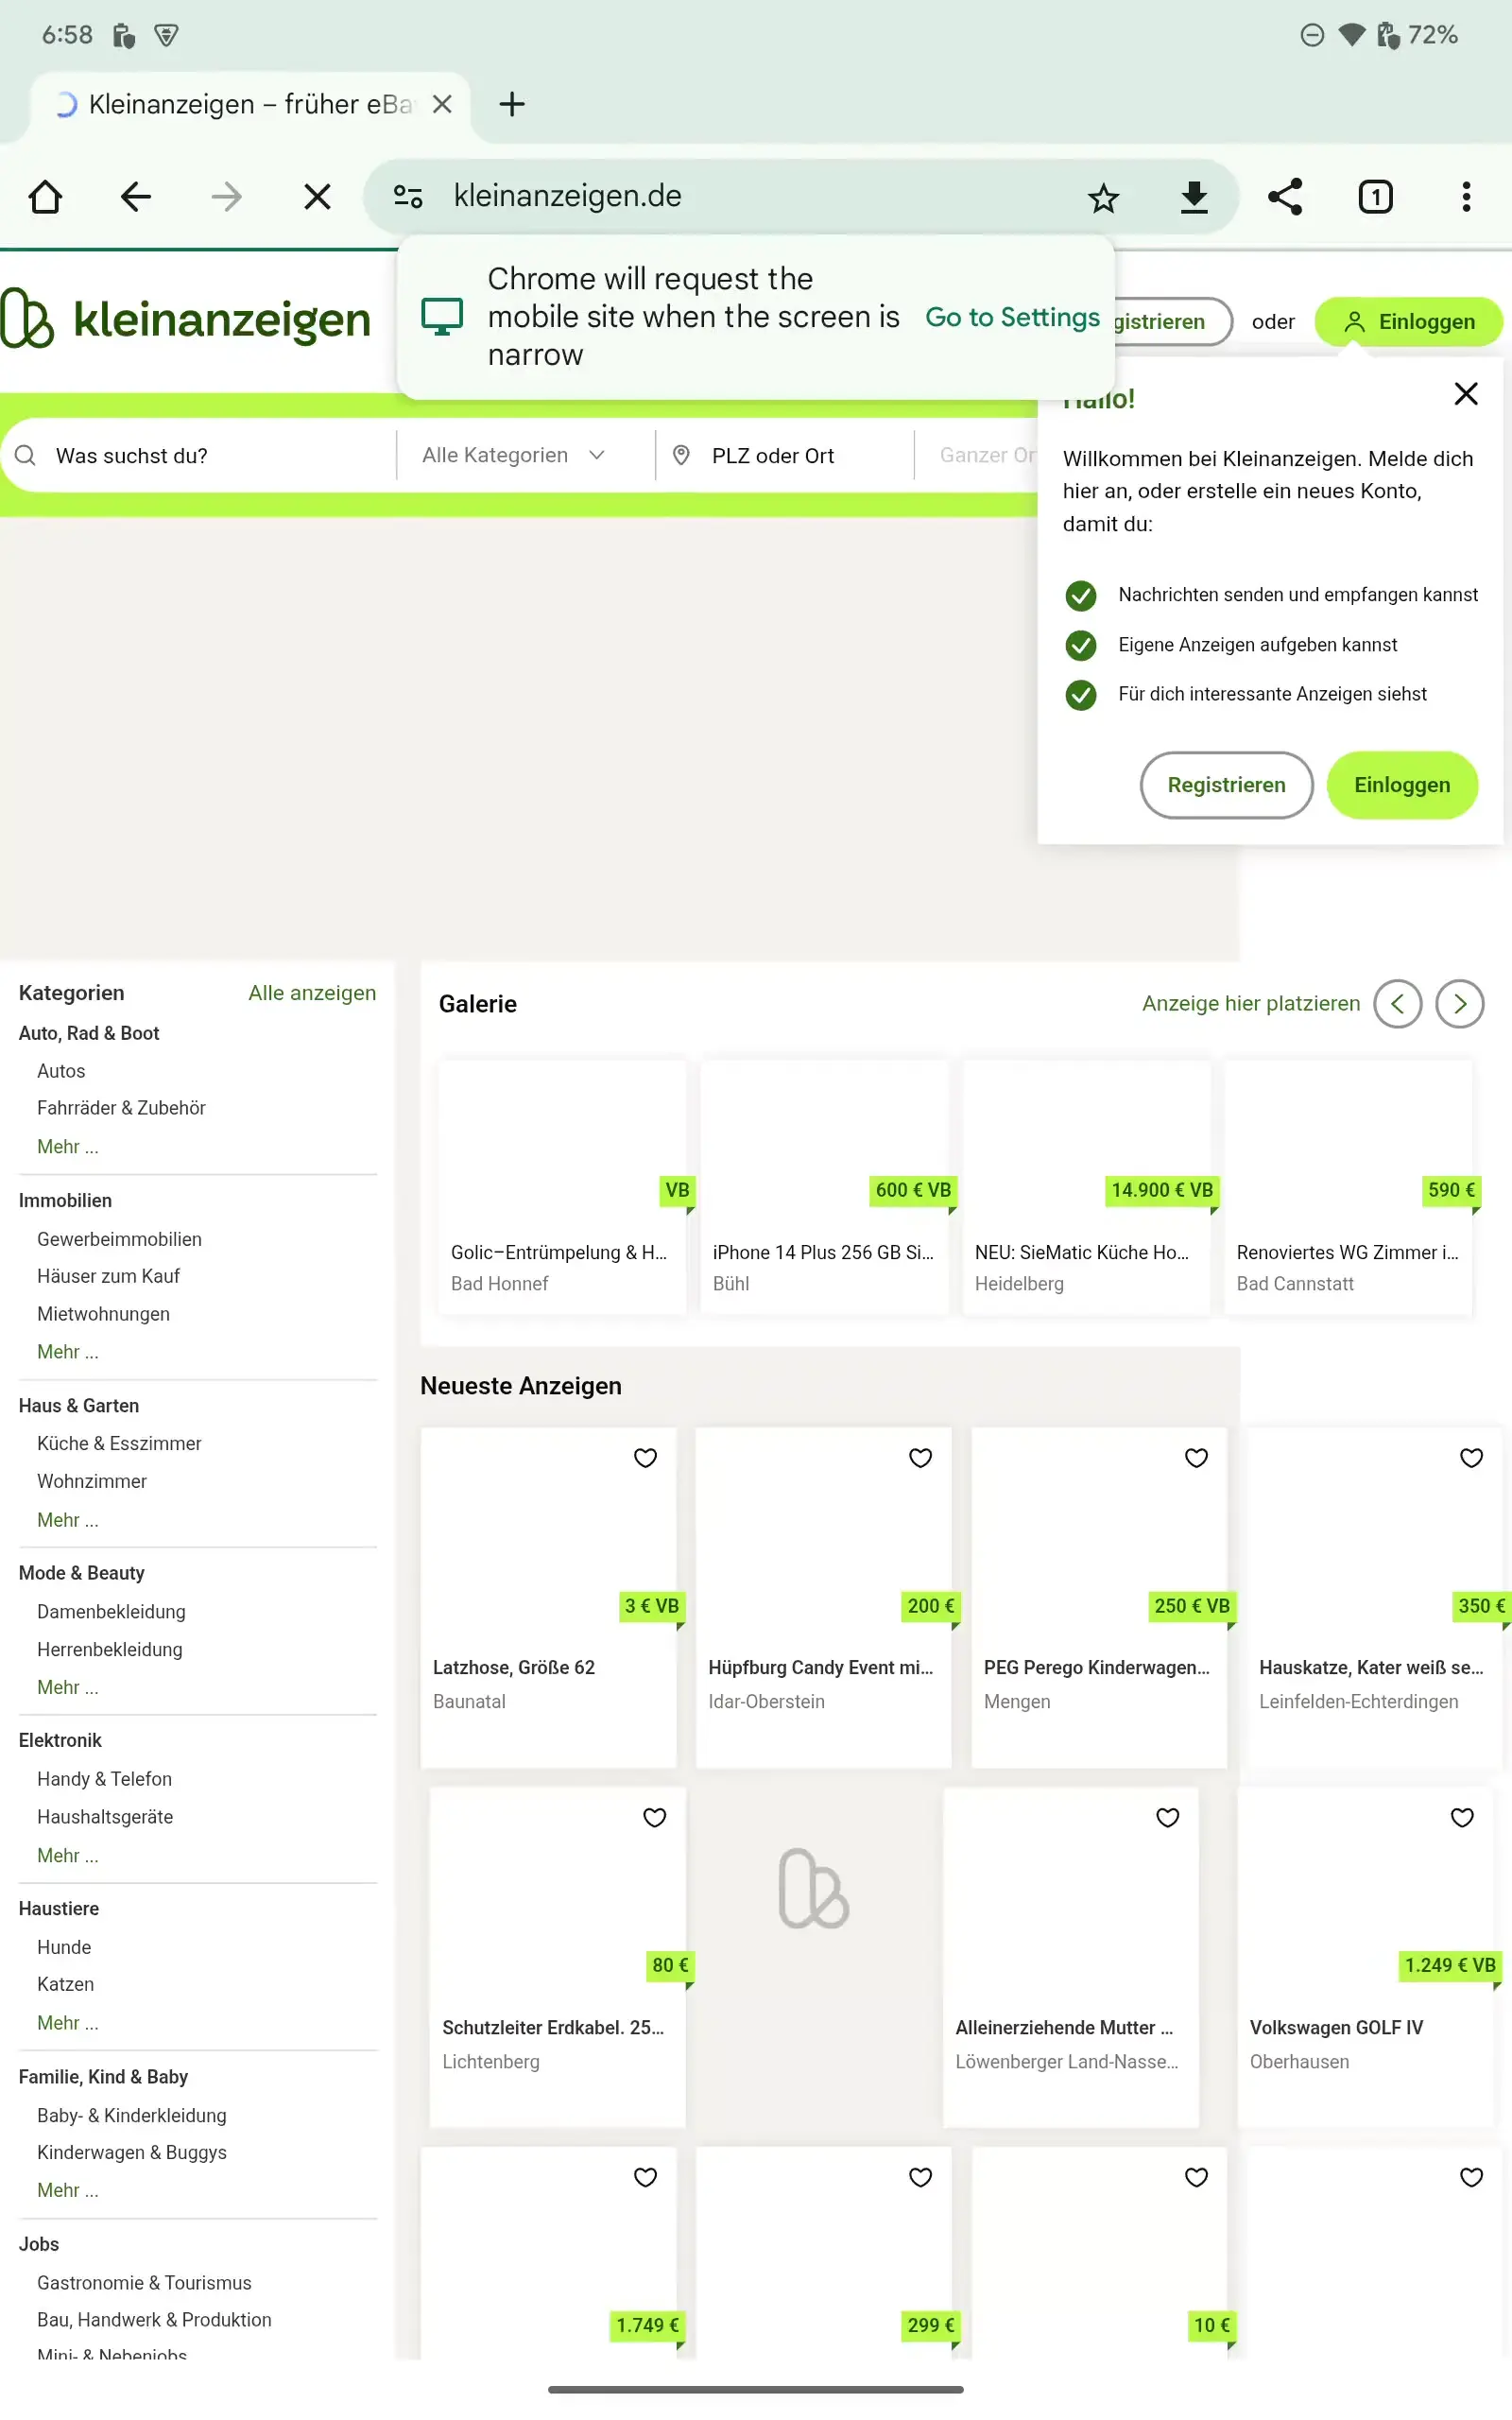 6:58
72%
Kleinanzeigen – früher eBa
kleinanzeigen.de
1
Chrome will request the
mobile site when the screen is
narrow
Go to Settings
kleinanzeigen
gistrieren
oder
Einloggen
Was suchst du?
Alle Kategorien
PLZ oder Ort
Ganzer Or
Hallo!
Willkommen bei Kleinanzeigen. Melde dich
hier an, oder erstelle ein neues Konto,
damit du:
Nachrichten senden und empfangen kannst
Eigene Anzeigen aufgeben kannst
Für dich interessante Anzeigen siehst
Registrieren
Einloggen
Kategorien
Alle anzeigen
Auto, Rad & Boot
Autos
Fahrräder & Zubehör
Mehr ...
Immobilien
Gewerbeimmobilien
Häuser zum Kauf
Mietwohnungen
Mehr ...
Haus & Garten
Küche & Esszimmer
Wohnzimmer
Mehr ...
Mode & Beauty
Damenbekleidung
Herrenbekleidung
Mehr ...
Elektronik
Handy & Telefon
Haushaltsgeräte
Mehr ...
Haustiere
Hunde
Katzen
Mehr ...
Familie, Kind & Baby
Baby- & Kinderkleidung
Kinderwagen & Buggys
Mehr ...
Jobs
Gastronomie & Tourismus
Bau, Handwerk & Produktion
Mini- & Nebenjobs
Galerie
Anzeige hier platzieren
VB
Golic–Entrümpelung & H...
Bad Honnef
600 € VB
iPhone 14 Plus 256 GB Si...
Bühl
14.900 € VB
NEU: SieMatic Küche Ho...
Heidelberg
590 €
Renoviertes WG Zimmer i...
Bad Cannstatt
Neueste Anzeigen
3 € VB
Latzhose, Größe 62
Baunatal
200 €
Hüpfburg Candy Event mi...
Idar-Oberstein
250 € VB
PEG Perego Kinderwagen...
Mengen
350 €
Hauskatze, Kater weiß se...
Leinfelden-Echterdingen
80 €
Schutzleiter Erdkabel. 25...
Lichtenberg
Alleinerziehende Mutter ...
Löwenberger Land-Nasse...
1.249 € VB
Volkswagen GOLF IV
Oberhausen
1.749 €
299 €
10 €